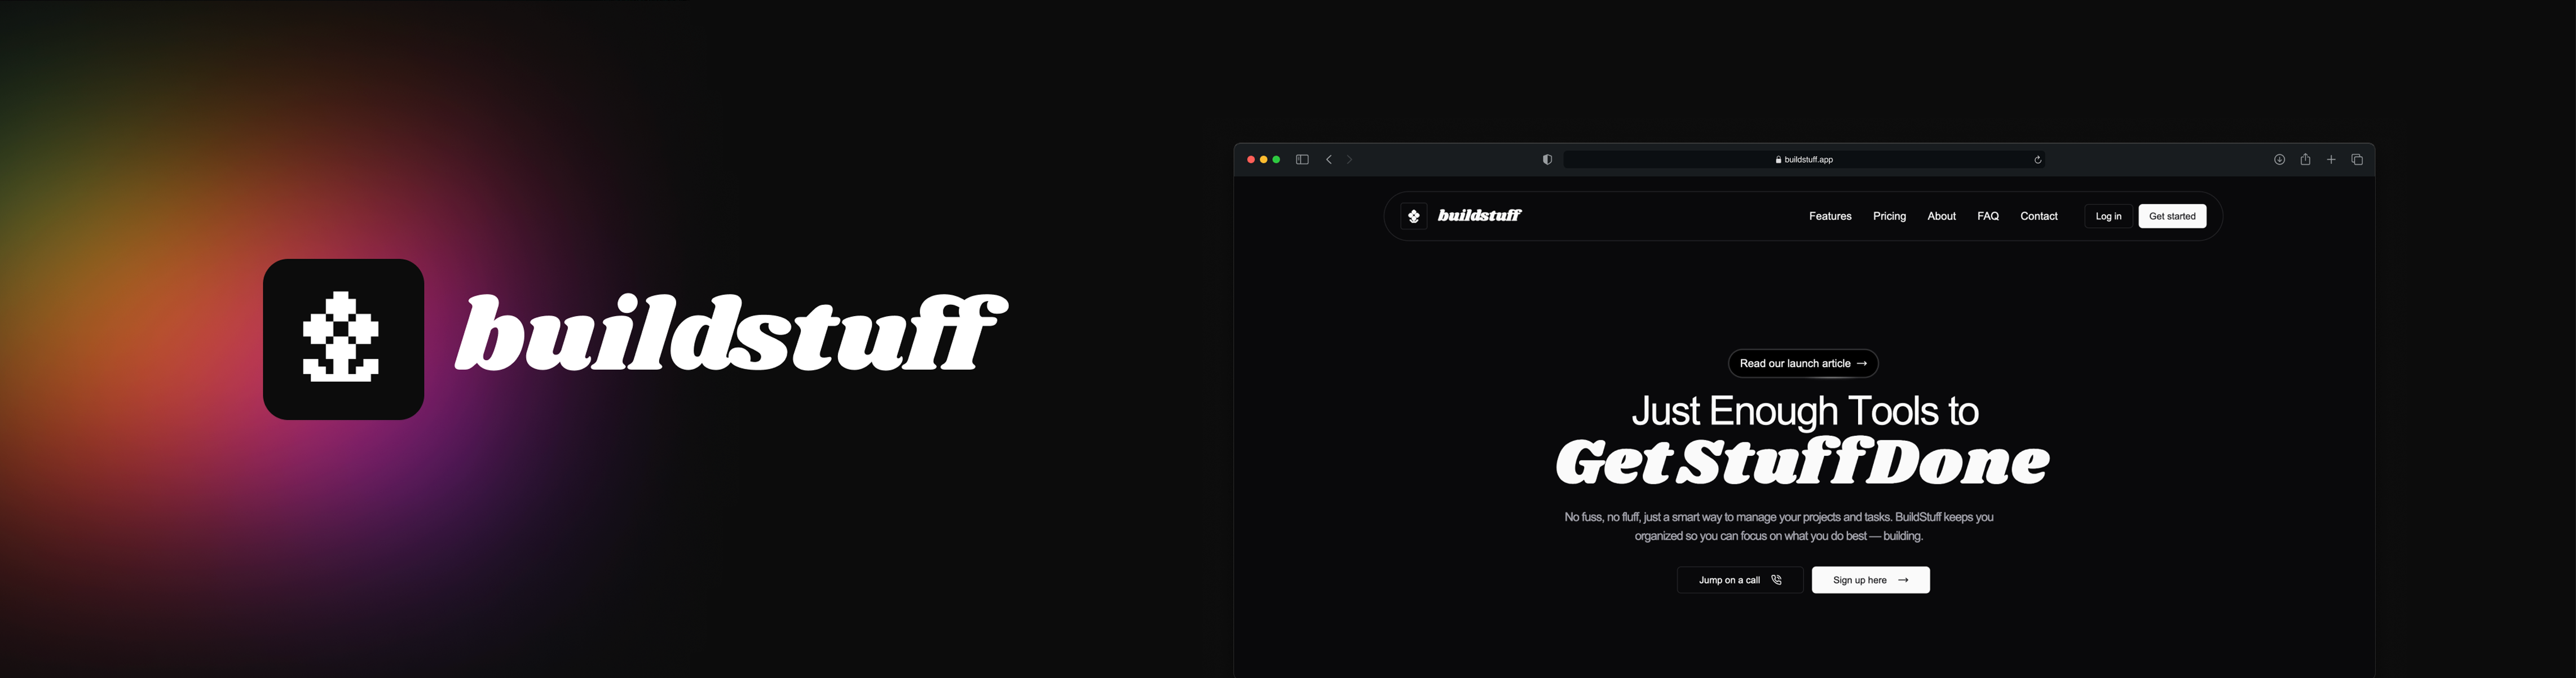 buildstuff
buildstuff.app
buildstuff
Features Pricing About FAQ Contact Log in Get started
Read our launch article →
Just Enough Tools to
Get Stuff Done
No fuss, no fluff, just a smart way to manage your projects and tasks. BuildStuff keeps you
organized so you can focus on what you do best — building.
Jump on a call
Sign up here →